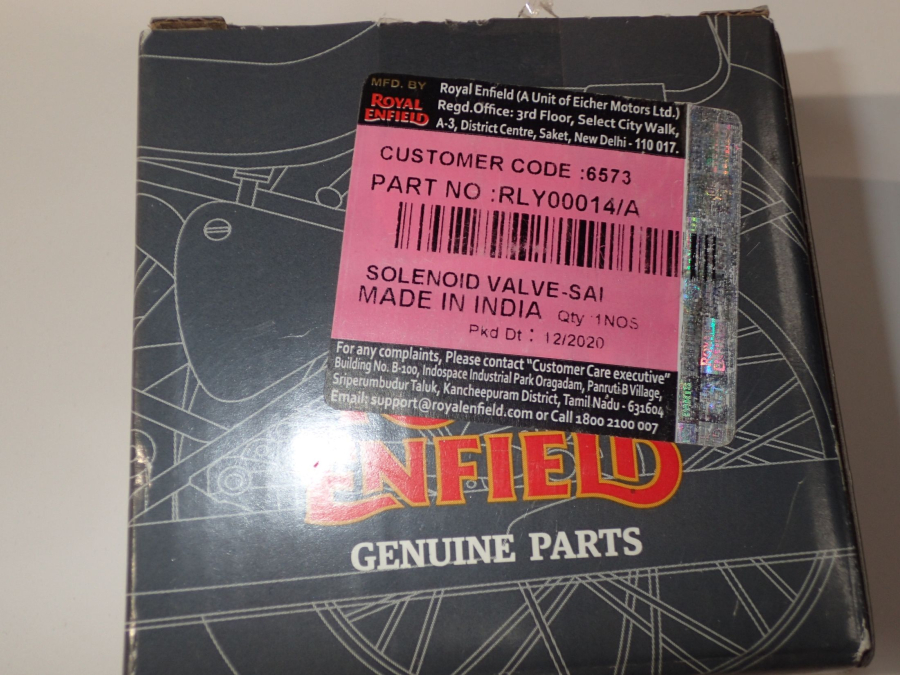 MFD. BY
ROYAL
ENFIELD
Royal Enfield (A Unit of Eicher Motors Ltd.)
Regd.Office: 3rd Floor, Select City Walk,
A-3, District Centre, Saket, New Delhi - 110 017.
CUSTOMER CODE :6573
PART NO :RLY00014/A
SOLENOID VALVE-SAI
MADE IN INDIA Qty :1NOS
Pkd Dt : 12/2020
For any complaints, Please contact "Customer Care executive"
Building No. B-100, Indospace Industrial Park Oragadam, Panruti-B Village,
Sriperumbudur Taluk, Kancheepuram District, Tamil Nadu - 631604
Email: support@royalenfield.com or Call 1800 2100 007
ENFIELD
GENUINE PARTS